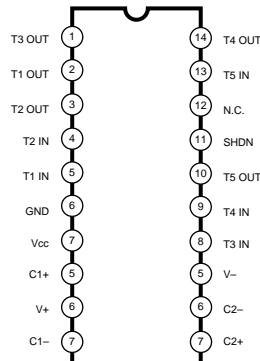 T3 OUT 1 14 T4 OUT
T1 OUT 2 13 T5 IN
T2 OUT 3 12 N.C.
T2 IN 4 11 SHDN
T1 IN 5 10 T5 OUT
GND 6 9 T4 IN
Vcc 7 8 T3 IN
C1+ 5 5 V–
V+ 6 6 C2–
C1– 7 7 C2+